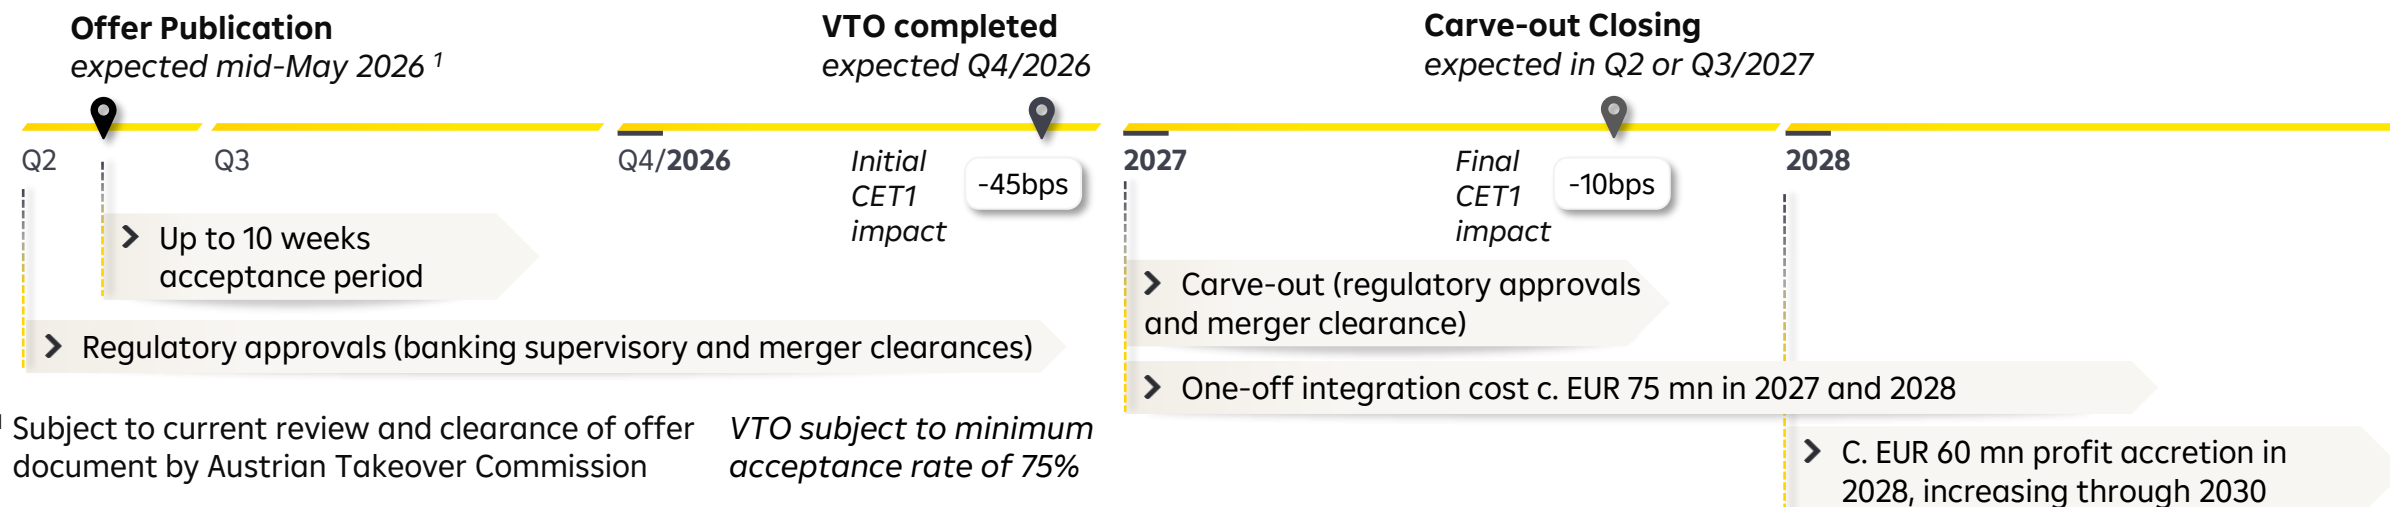 Offer Publication
expected mid-May 2026 ¹
VTO completed
expected Q4/2026
Carve-out Closing
expected in Q2 or Q3/2027
Q2
Q3
Q4/2026
Initial
CET1
impact
-45bps
2027
Final
CET1
impact
-10bps
2028
Up to 10 weeks
acceptance period
Regulatory approvals (banking supervisory and merger clearances)
Carve-out (regulatory approvals
and merger clearance)
One-off integration cost c. EUR 75 mn in 2027 and 2028
C. EUR 60 mn profit accretion in
2028, increasing through 2030
Subject to current review and clearance of offer
document by Austrian Takeover Commission
VTO subject to minimum
acceptance rate of 75%